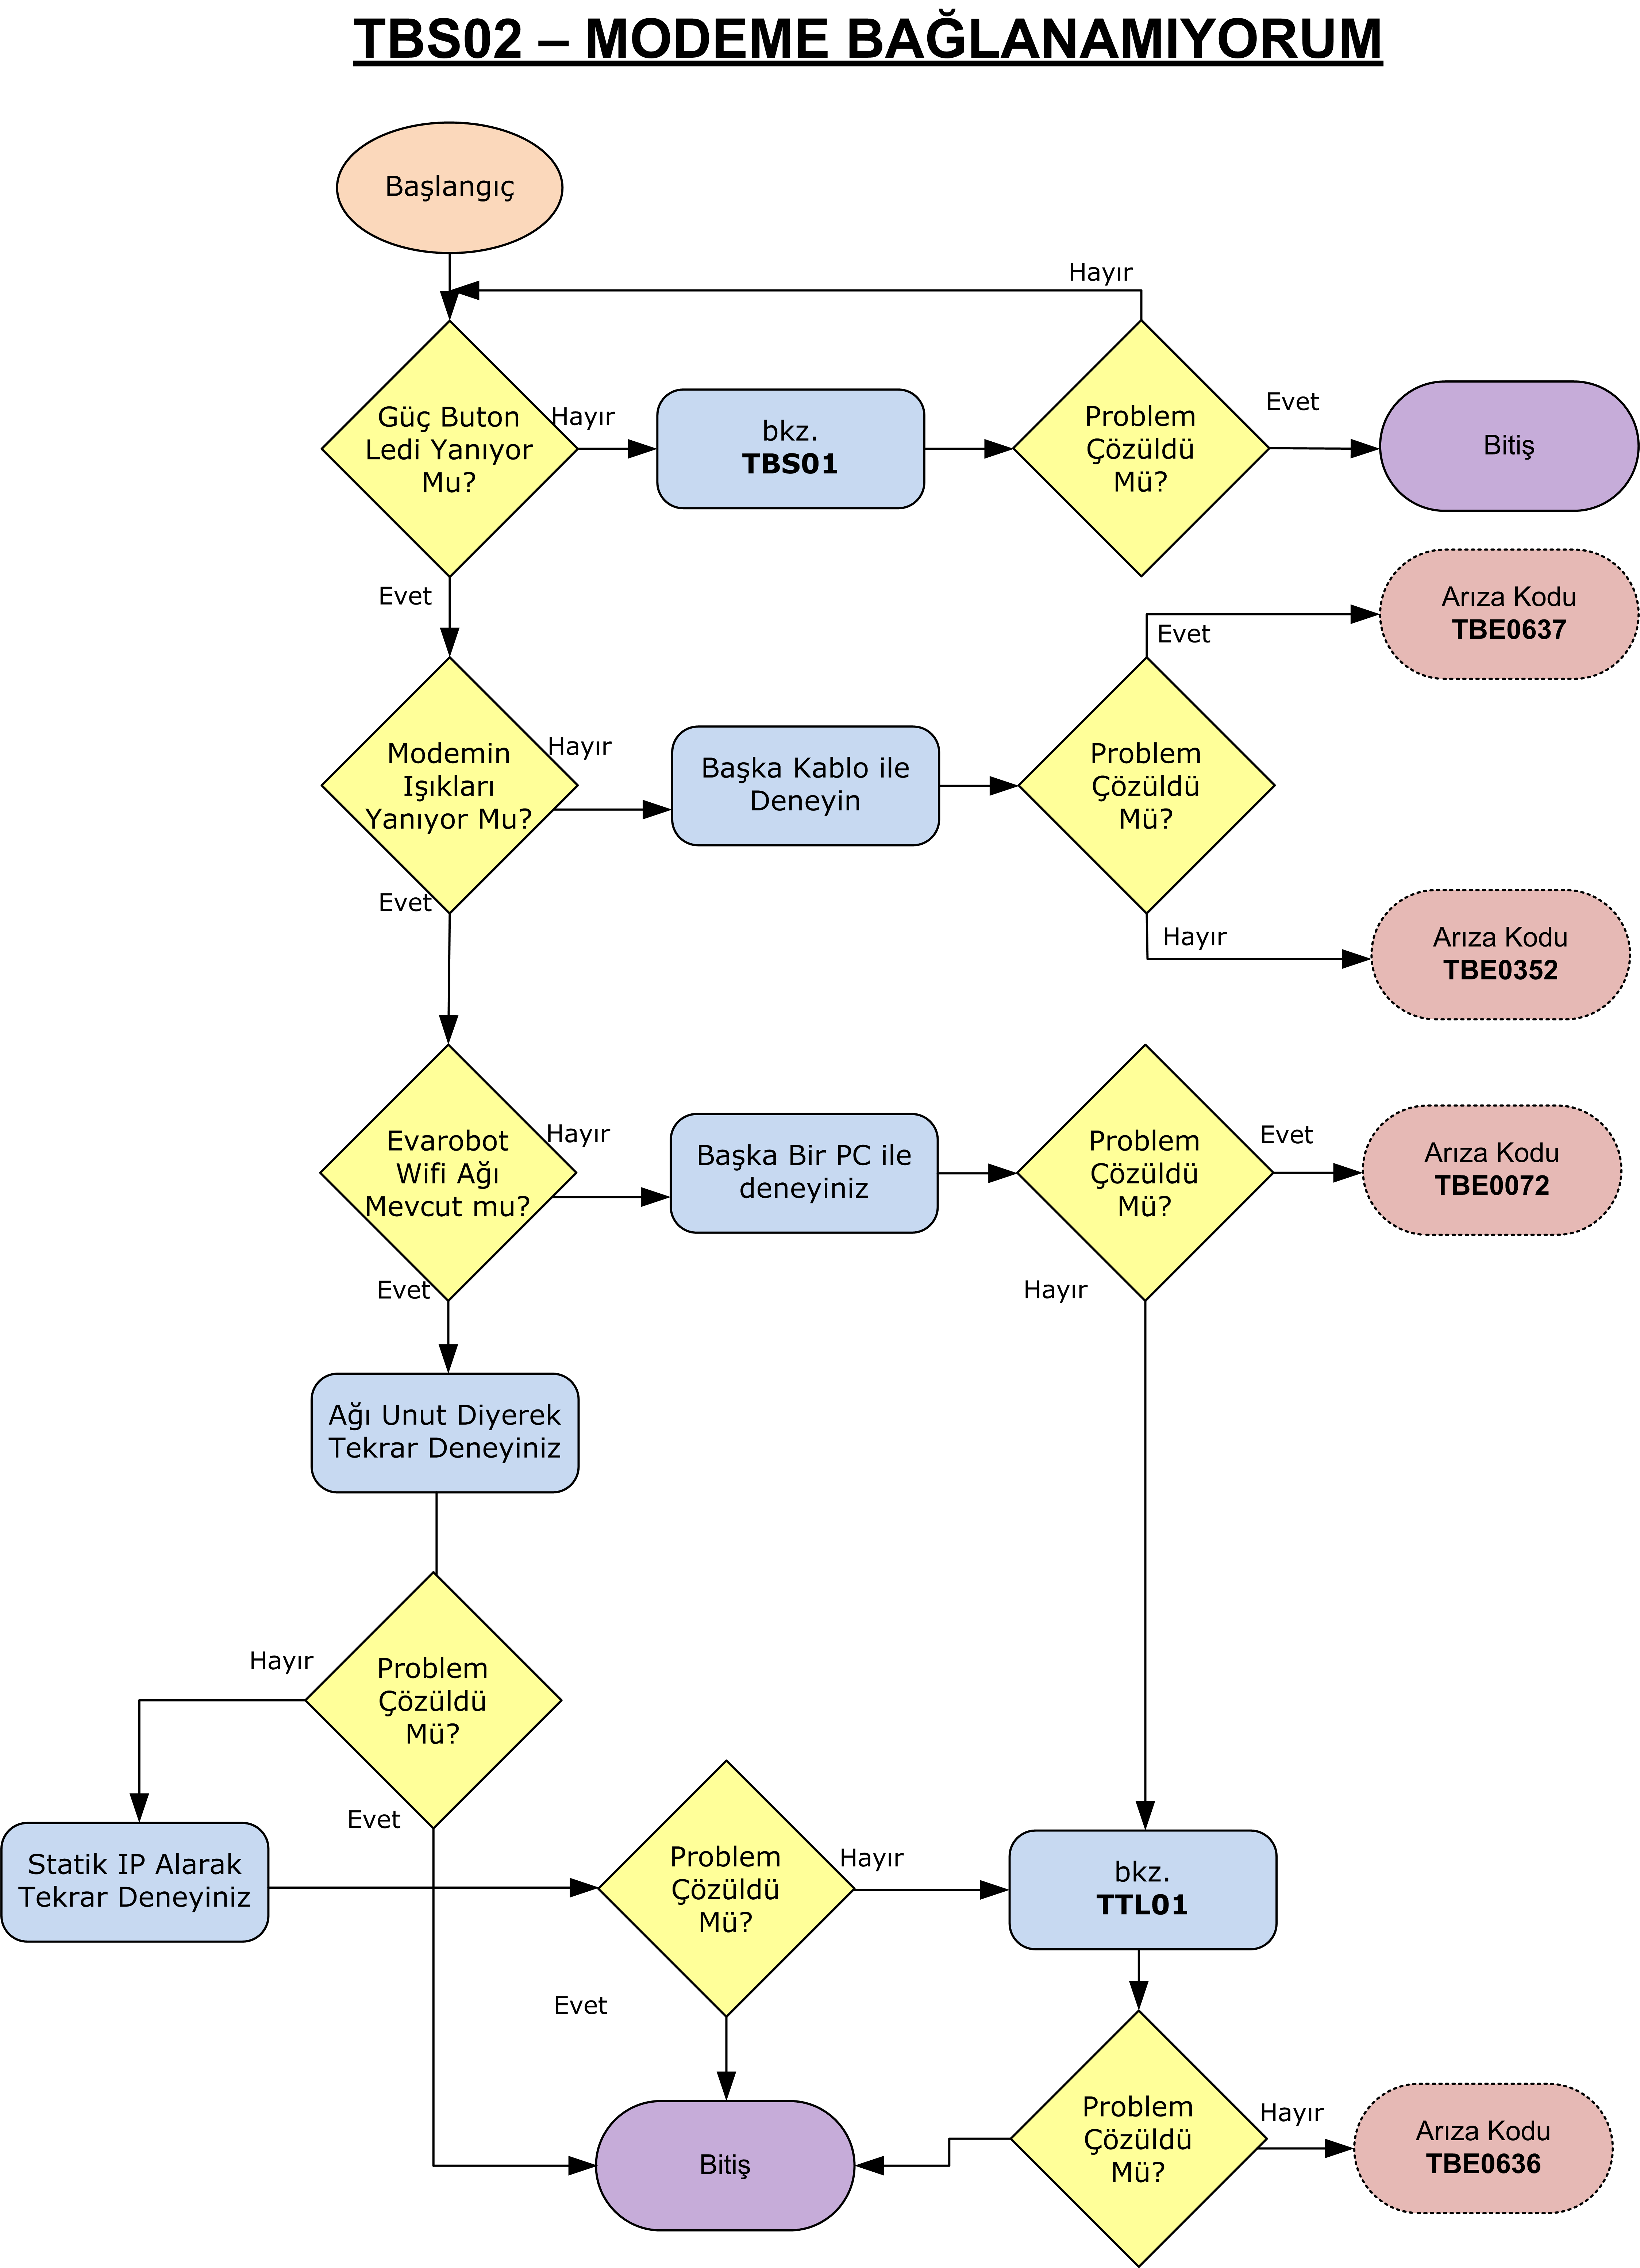 TBS02 – MODEME BAĞLANAMIYORUM
Başlangıç
Hayır
Güç Buton
Ledi Yanıyor
Mu?
Hayır
bkz.
TBS01
Problem
Çözüldü
Mü?
Evet
Bitiş
Evet
Arıza Kodu
TBE0637
Evet
Modemin
Işıkları
Yanıyor Mu?
Hayır
Başka Kablo ile
Deneyin
Problem
Çözüldü
Mü?
Evet
Hayır
Arıza Kodu
TBE0352
Evarobot
Wifi Ağı
Mevcut mu?
Hayır
Başka Bir PC ile
deneyiniz
Problem
Çözüldü
Mü?
Evet
Arıza Kodu
TBE0072
Evet
Hayır
Ağı Unut Diyerek
Tekrar Deneyiniz
Hayır
Problem
Çözüldü
Mü?
Evet
Statik IP Alarak
Tekrar Deneyiniz
Problem
Çözüldü
Mü?
Hayır
bkz.
TTL01
Evet
Bitiş
Problem
Çözüldü
Mü?
Hayır
Arıza Kodu
TBE0636